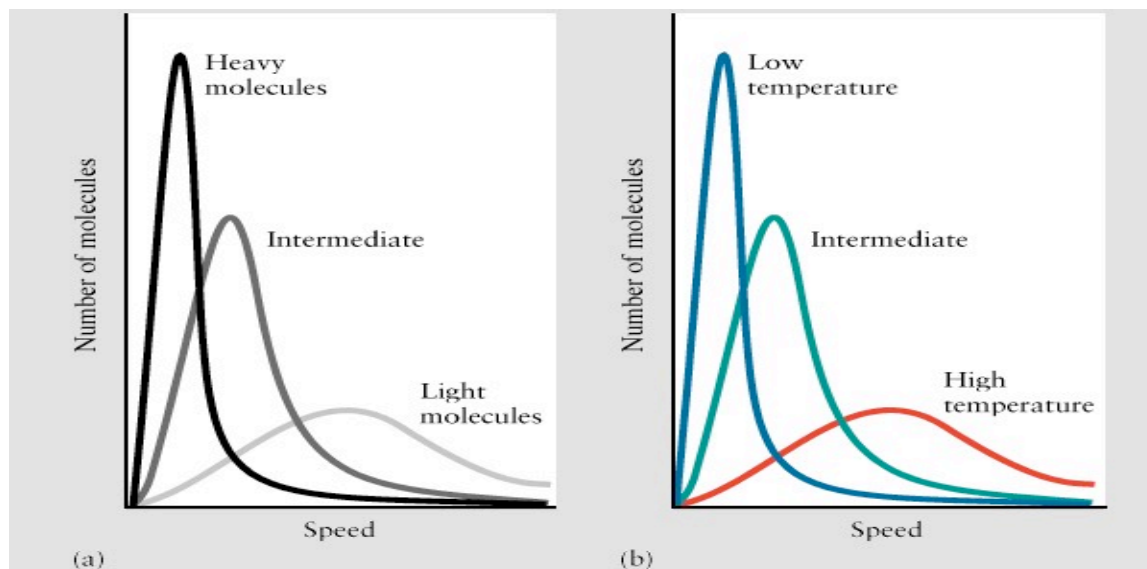 Number of molecules
Heavy
molecules
Intermediate
Light
molecules
Speed
(a)
Number of molecules
Low
temperature
Intermediate
High
temperature
Speed
(b)